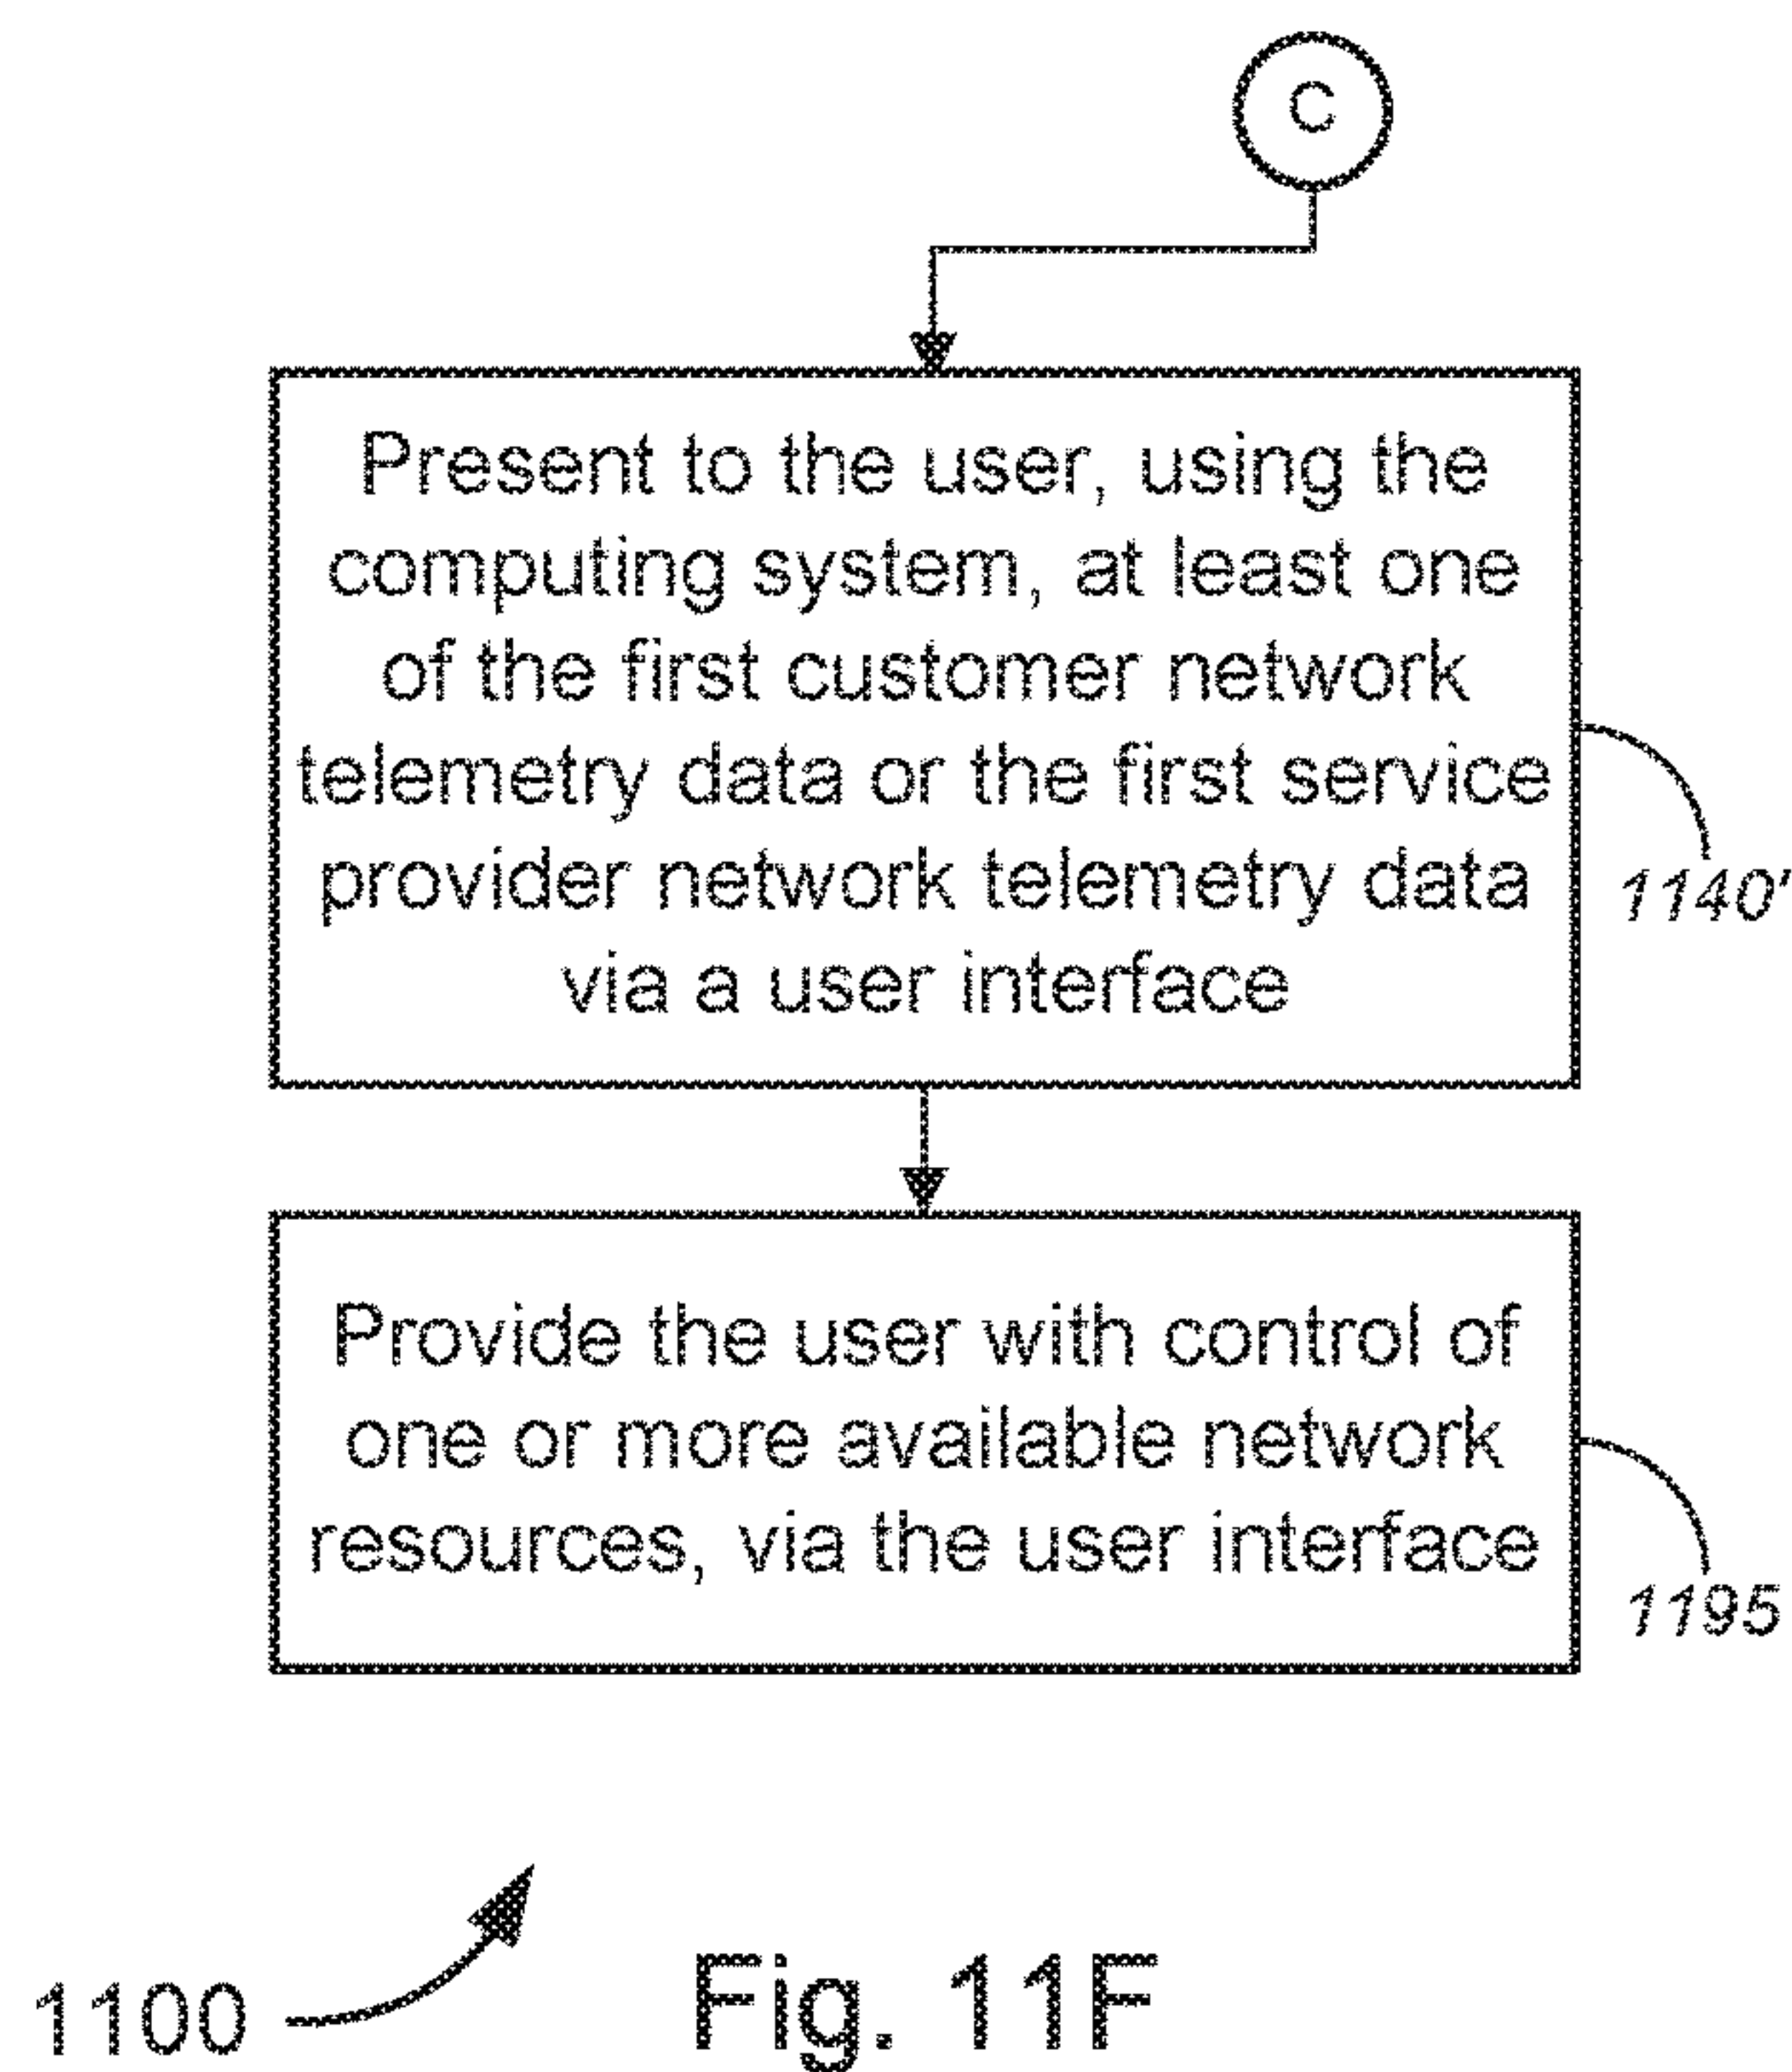 C
Present to the user, using the
computing system, at least one
of the first customer network
telemetry data or the first service
provider network telemetry data
via a user interface
1140'
Provide the user with control of
one or more available network
resources, via the user interface
1195
1100
Fig. 11F